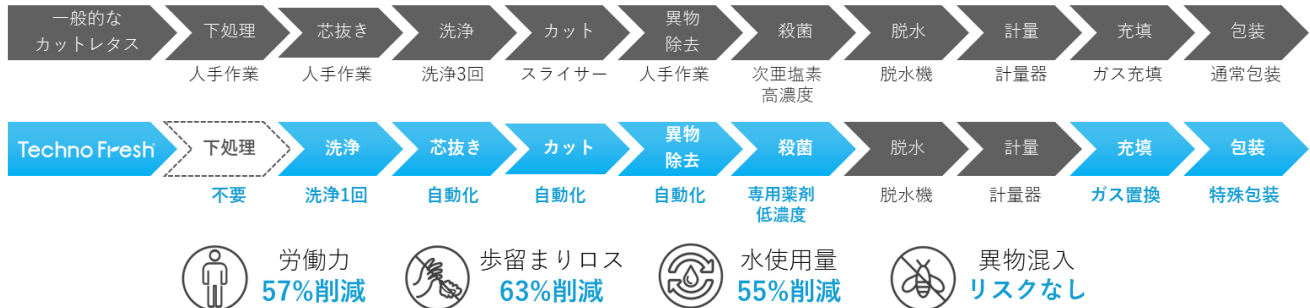 一般的な
カットレタス
下処理
芯抜き
洗浄
カット
異物
除去
殺菌
脱水
計量
充填
包装
人手作業
人手作業
洗浄3回
スライサー
人手作業
次亜塩素
高濃度
脱水機
計量器
ガス充填
通常包装
Techno Fresh
下処理
洗浄
芯抜き
カット
異物
除去
殺菌
脱水
計量
充填
包装
不要
洗浄1回
自動化
自動化
自動化
専用薬剤
低濃度
脱水機
計量器
ガス置換
特殊包装
労働力
57%削減
歩留まりロス
63%削減
水使用量
55%削減
異物混入
リスクなし